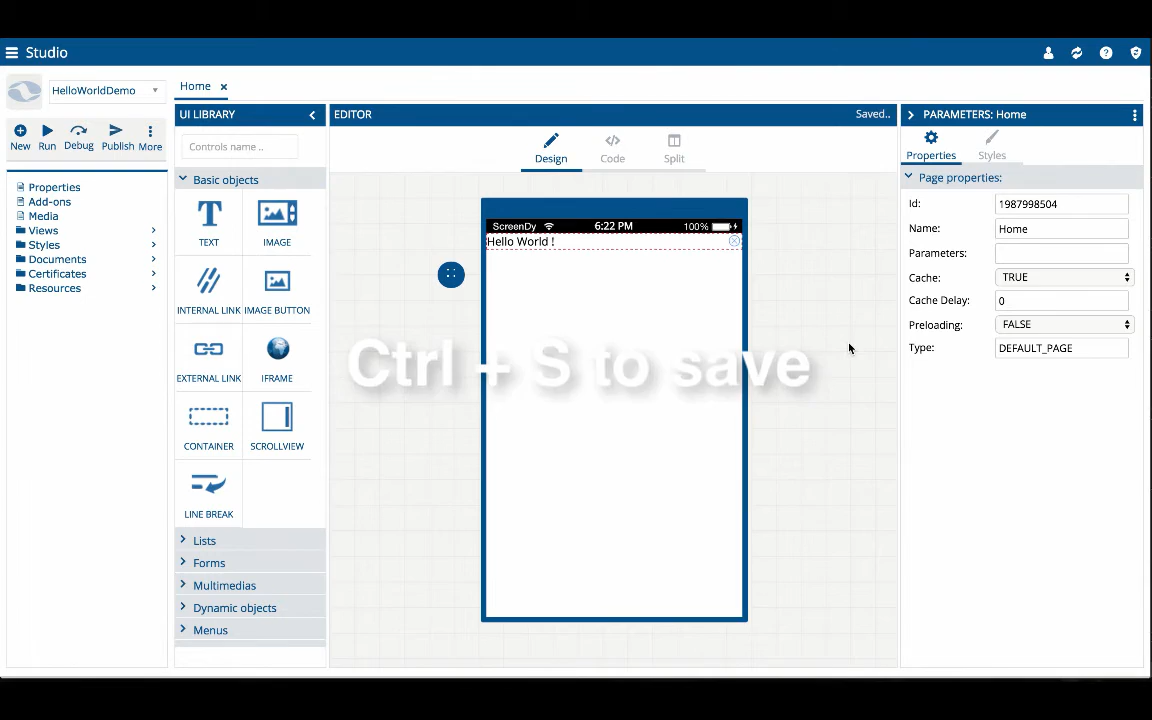 Studio
HelloWorldDemo
New Run Debug Publish More
Properties
Add-ons
Media
Views
Styles
Documents
Certificates
Resources
Home
UI LIBRARY
Controls name ..
Basic objects
TEXT IMAGE
INTERNAL LINK IMAGE BUTTON
EXTERNAL LINK IFRAME
CONTAINER SCROLLVIEW
LINE BREAK
Lists
Forms
Multimedias
Dynamic objects
Menus
EDITOR Saved..
Design Code Split
ScreenDy 6:22 PM 100%
Hello World !
Ctrl + S to save
PARAMETERS: Home
Properties Styles
Page properties:
Id: 1987998504
Name: Home
Parameters:
Cache: TRUE
Cache Delay: 0
Preloading: FALSE
Type: DEFAULT_PAGE